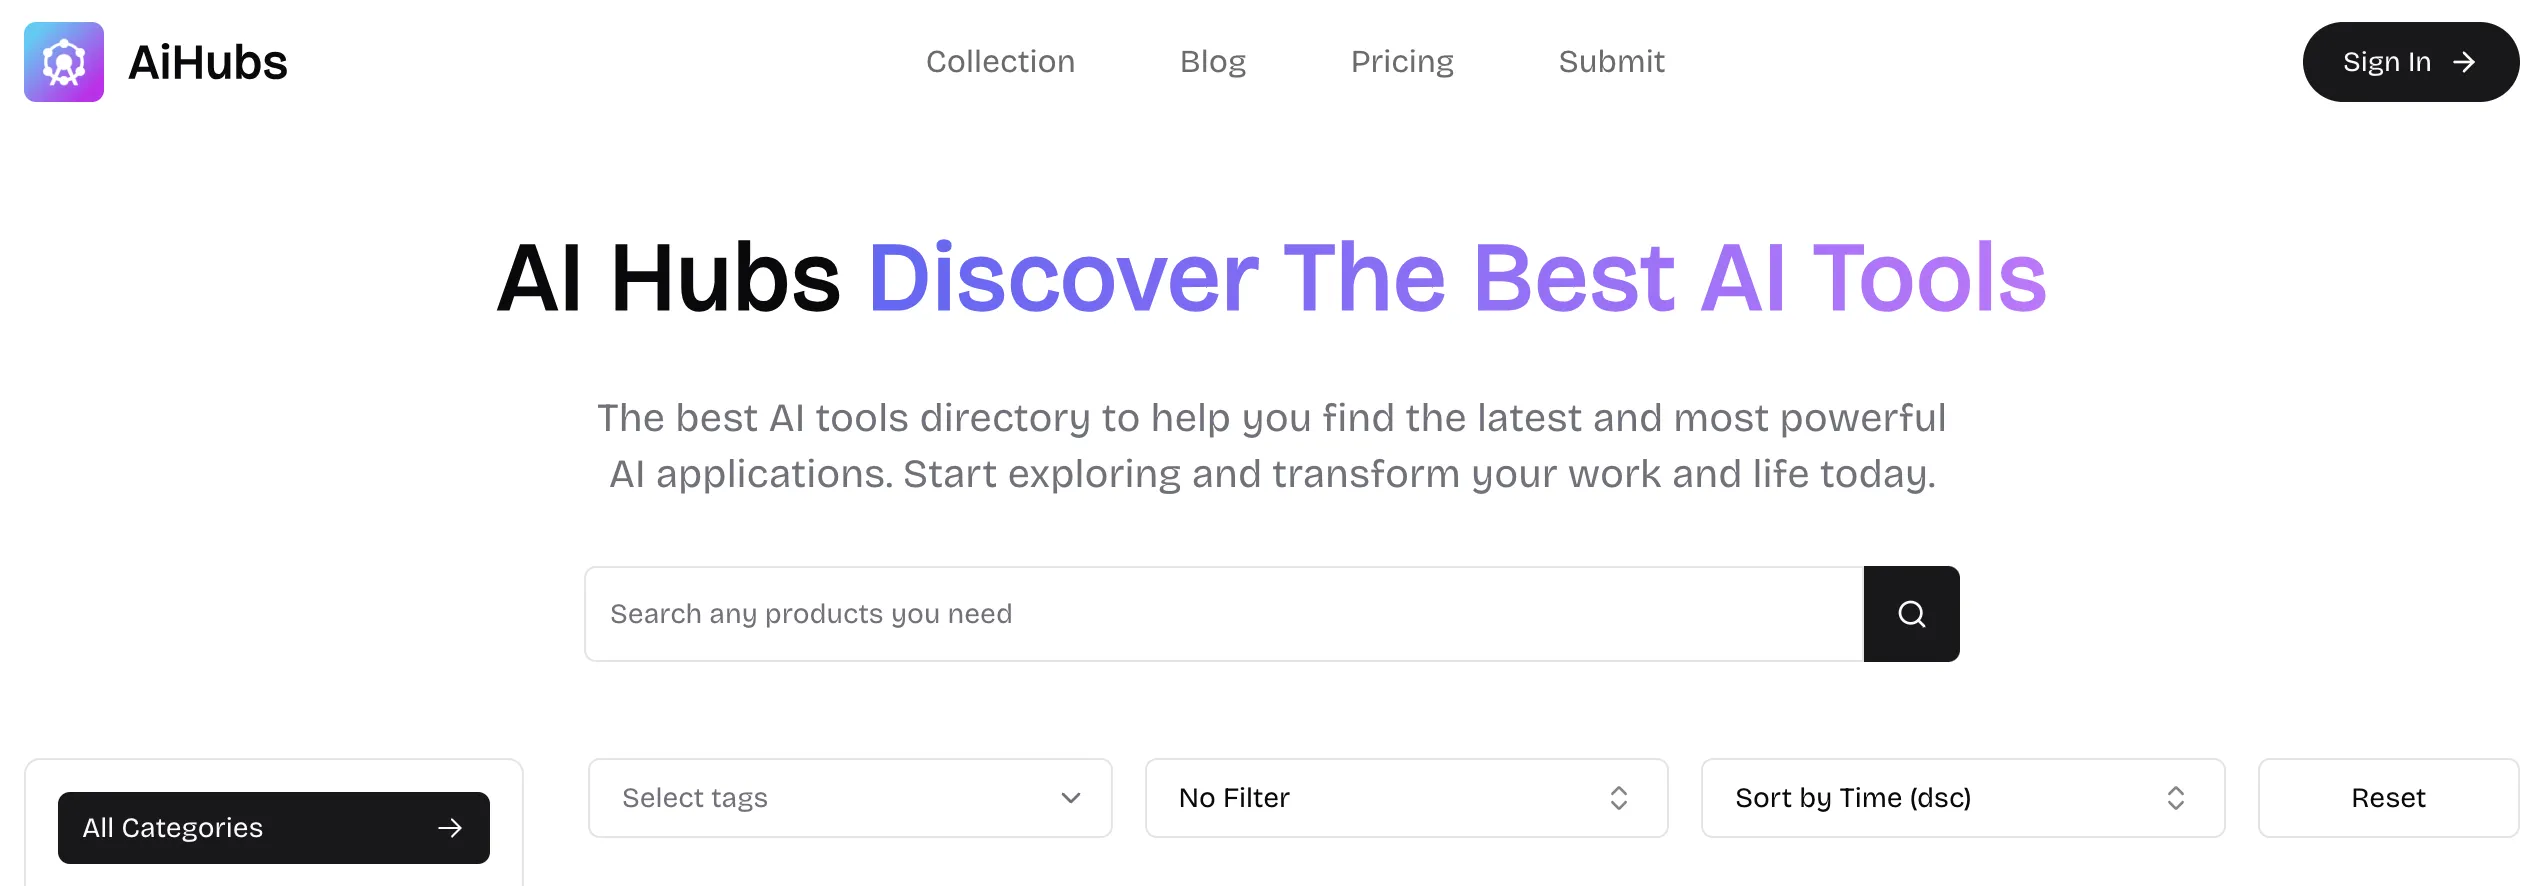 AiHubs
Collection
Blog
Pricing
Submit
Sign In
AI Hubs Discover The Best AI Tools
The best AI tools directory to help you find the latest and most powerful
AI applications. Start exploring and transform your work and life today.
Search any products you need
All Categories
Select tags
No Filter
Sort by Time (dsc)
Reset